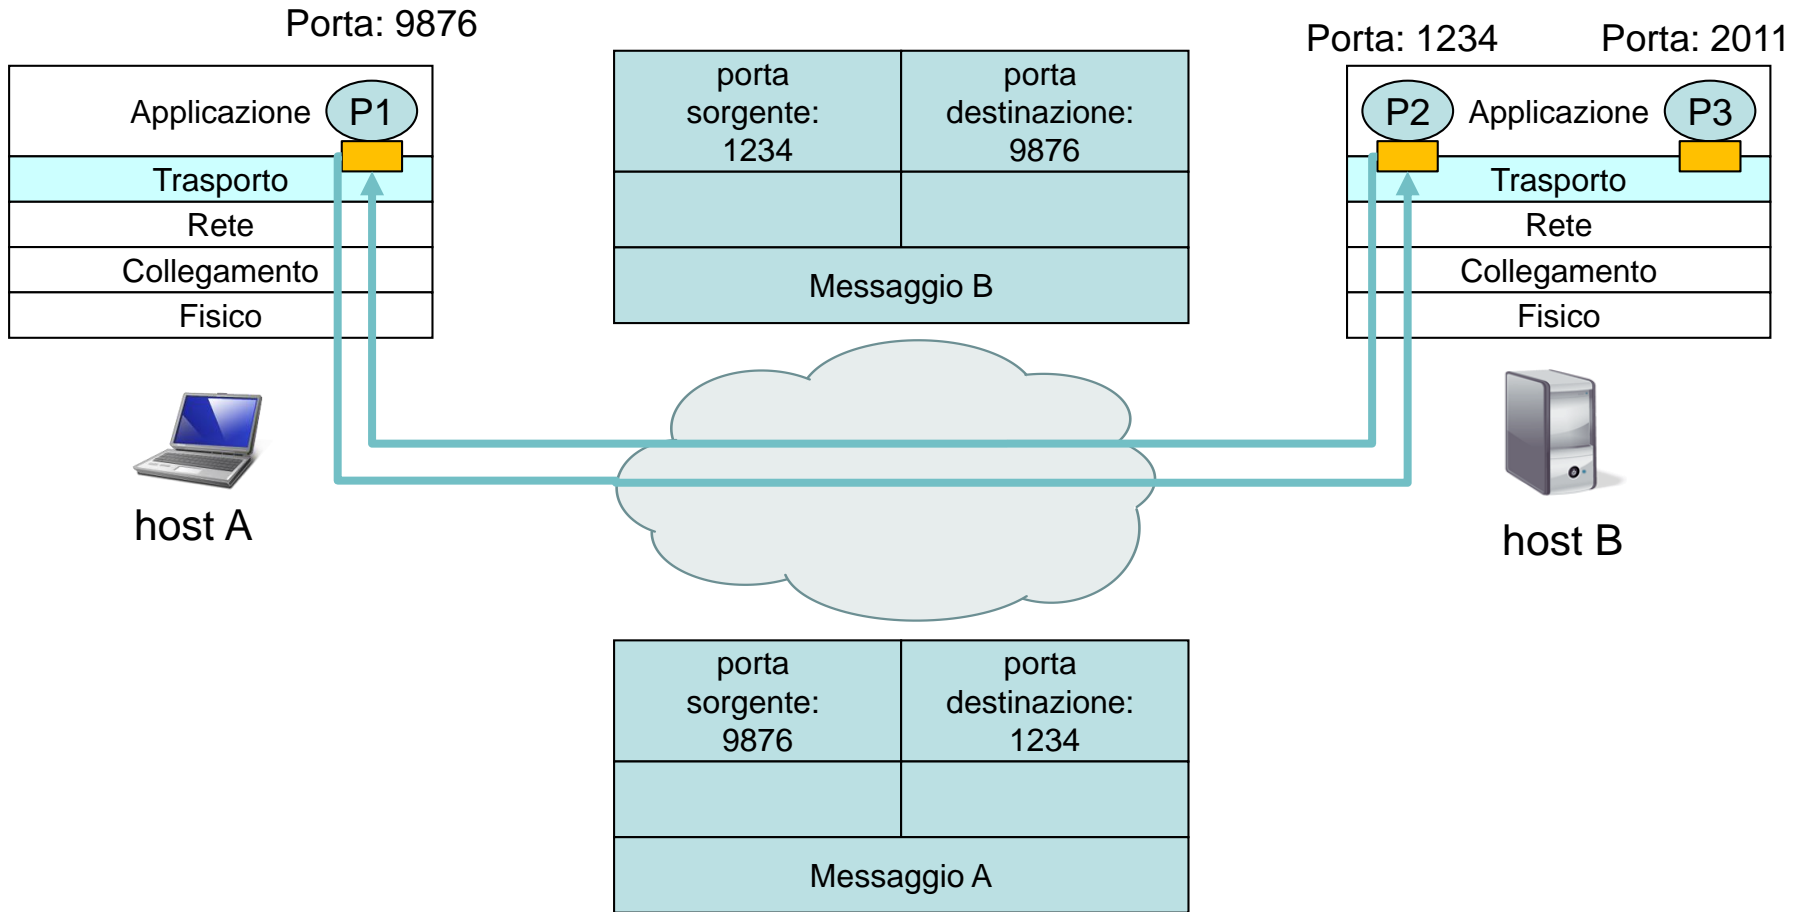 Porta: 9876
Applicazione
P1
Trasporto
Rete
Collegamento
Fisico
host A
porta
sorgente:
1234
porta
destinazione:
9876
Messaggio B
Porta: 1234
Porta: 2011
P2
Applicazione
P3
Trasporto
Rete
Collegamento
Fisico
host B
porta
sorgente:
9876
porta
destinazione:
1234
Messaggio A